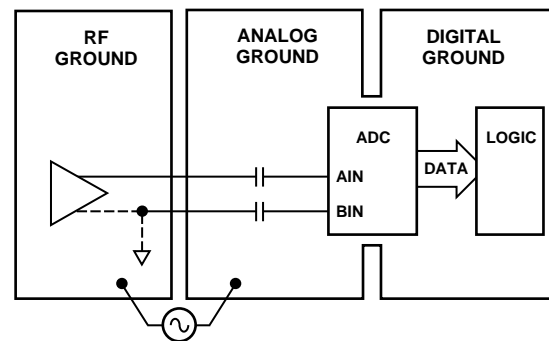 RF
GROUND
ANALOG
GROUND
DIGITAL
GROUND
ADC
AIN
BIN
DATA
LOGIC